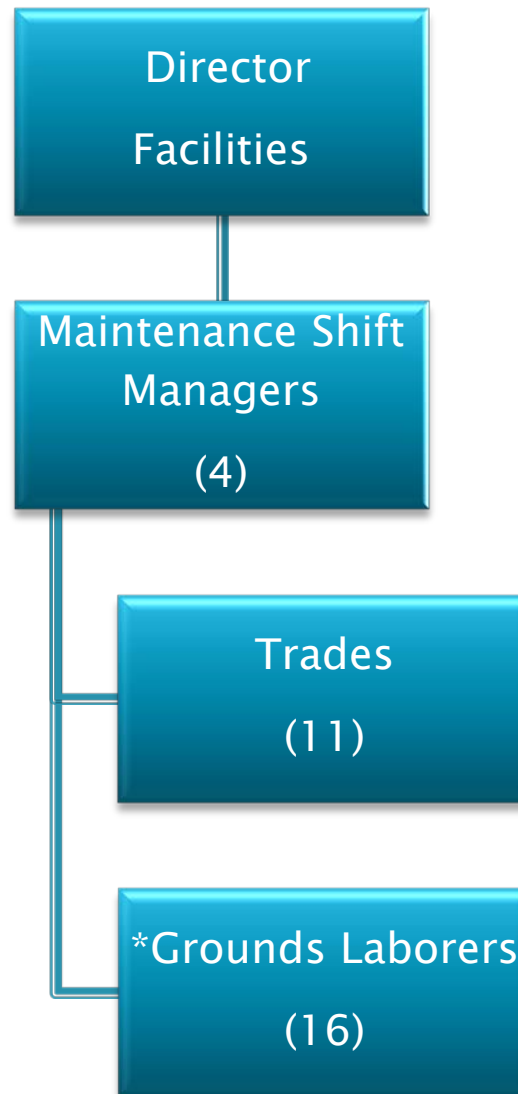 Director
Facilities
Maintenance Shift
Managers
(4)
Trades
(11)
*Grounds Laborers
(16)